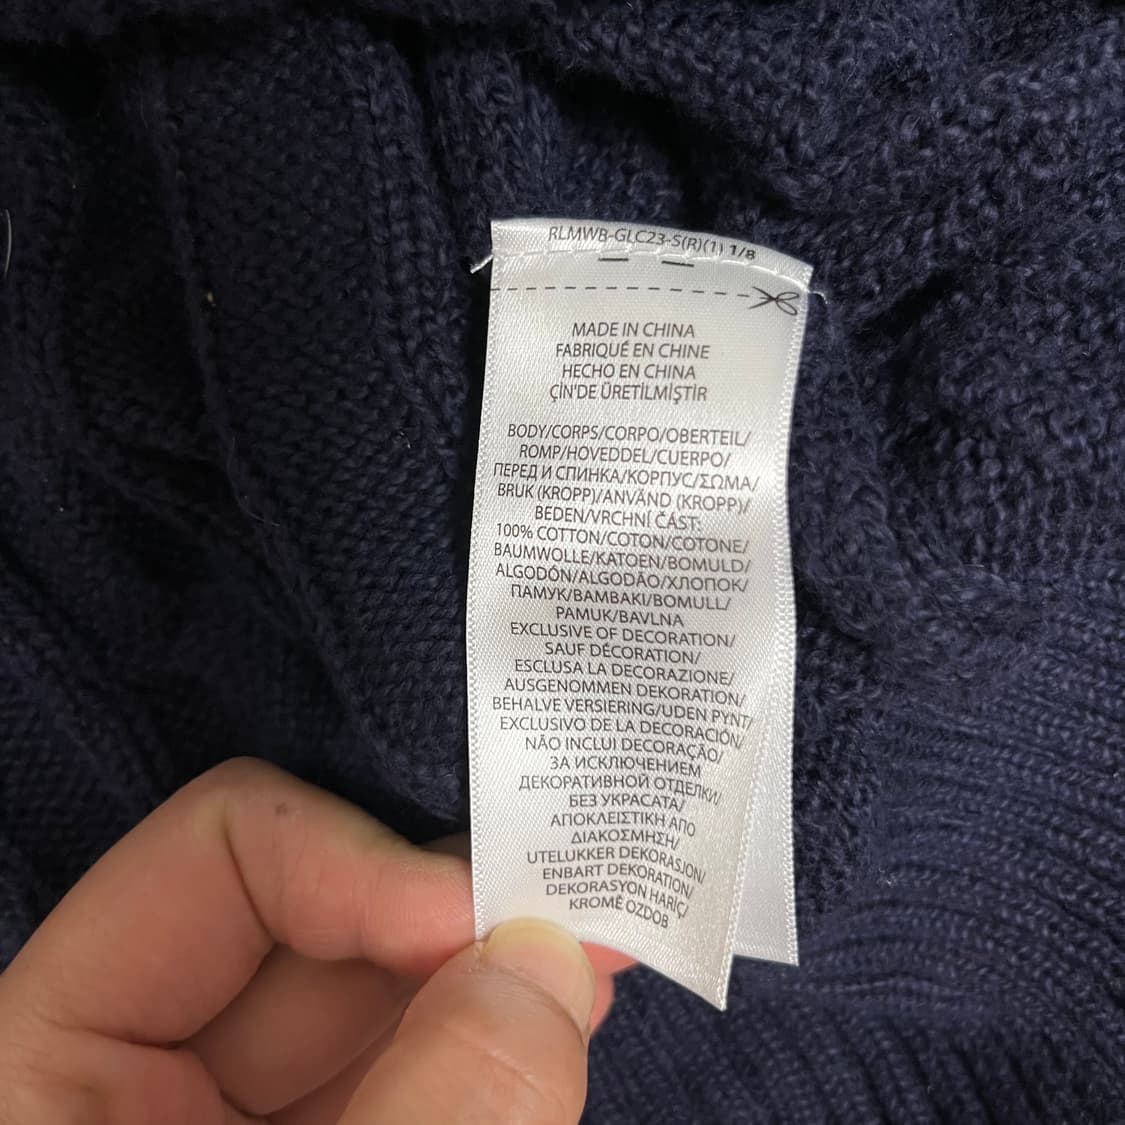 RLMWB-GLC23-S(R)(1) 1/8
MADE IN CHINA
FABRIQUÉ EN CHINE
HECHO EN CHINA
ÇİN'DE ÜRETİLMİŞTİR
BODY/CORPS/CORPO/OBERTEIL/
ROMP/HOVEDDEL/CUERPO/
ПЕРЕД И СПИНКА/КОРПУС/ΣΩΜΑ/
BRUK (KROPP)/ANVÄND (KROPP)/
BEDEN/VRCHNÍ ČÁST:
100% COTTON/COTON/COTONE/
BAUMWOLLE/KATOEN/BOMULD/
ALGODÓN/ALGODÃO/ХЛОПОК/
ПАМУК/ΒΑΜΒΑΚΙ/BOMULL/
PAMUK/BAVLNA
EXCLUSIVE OF DECORATION/
SAUF DÉCORATION/
ESCLUSA LA DECORAZIONE/
AUSGENOMMEN DEKORATION/
BEHALVE VERSIERING/UDEN PYNT/
EXCLUSIVO DE LA DECORACIÓN/
NÃO INCLUI DECORAÇÃO/
ЗА ИСКЛЮЧЕНИЕМ
ДЕКОРАТИВНОЙ ОТДЕЛКИ/
БЕЗ УКРАСАТА/
ΑΠΟΚΛΕΙΣΤΙΚΗ ΑΠΟ
ΔΙΑΚΟΣΜΗΣΗ/
UTELUKKER DEKORASJON/
ENBART DEKORATION/
DEKORASYON HARİÇ/
KROMĚ OZDOB